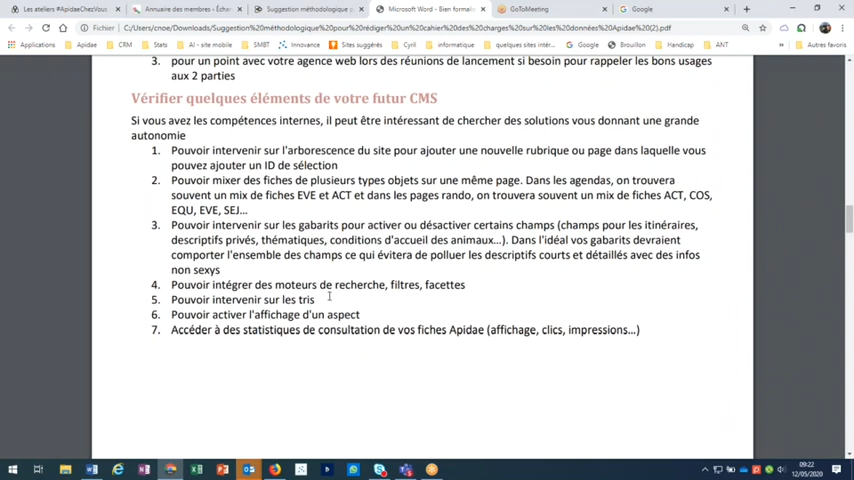 Les ateliers #ApidaeChezVous
Annuaire des membres
Suggestion méthodologique
Microsoft Word - Bien formaliser
GoToMeeting
Google
Fichier
C:/Users/cnoe/Downloads/Suggestion%20méthodologique%20pour%20rédiger%20un%20cahier%20des%20charges%20sur%20les%20données%20Apidae%20(2).pdf
Applications
Apidae
CRM
Stats
AI - site mobile
SMBT
Innovance
Sites suggérés
Cyril
informatique
quelques sites intér...
Google
Brouillon
Handicap
ANT
Autres favoris
3. pour un point avec votre agence web lors des réunions de lancement si besoin pour rappeler les bons usages
aux 2 parties
Vérifier quelques éléments de votre futur CMS
Si vous avez les compétences internes, il peut être intéressant de chercher des solutions vous donnant une grande
autonomie
1. Pouvoir intervenir sur l'arborescence du site pour ajouter une nouvelle rubrique ou page dans laquelle vous
pouvez ajouter un ID de sélection
2. Pouvoir mixer des fiches de plusieurs types objets sur une même page. Dans les agendas, on trouvera
souvent un mix de fiches EVE et ACT et dans les pages rando, on trouvera souvent un mix de fiches ACT, COS,
EQU, EVE, SEJ...
3. Pouvoir intervenir sur les gabarits pour activer ou désactiver certains champs (champs pour les itinéraires,
descriptifs privés, thématiques, conditions d'accueil des animaux...). Dans l'idéal vos gabarits devraient
comporter l'ensemble des champs ce qui évitera de polluer les descriptifs courts et détaillés avec des infos
non sexys
4. Pouvoir intégrer des moteurs de recherche, filtres, facettes
5. Pouvoir intervenir sur les tris
6. Pouvoir activer l'affichage d'un aspect
7. Accéder à des statistiques de consultation de vos fiches Apidae (affichage, clics, impressions...)
09:22
12/05/2020